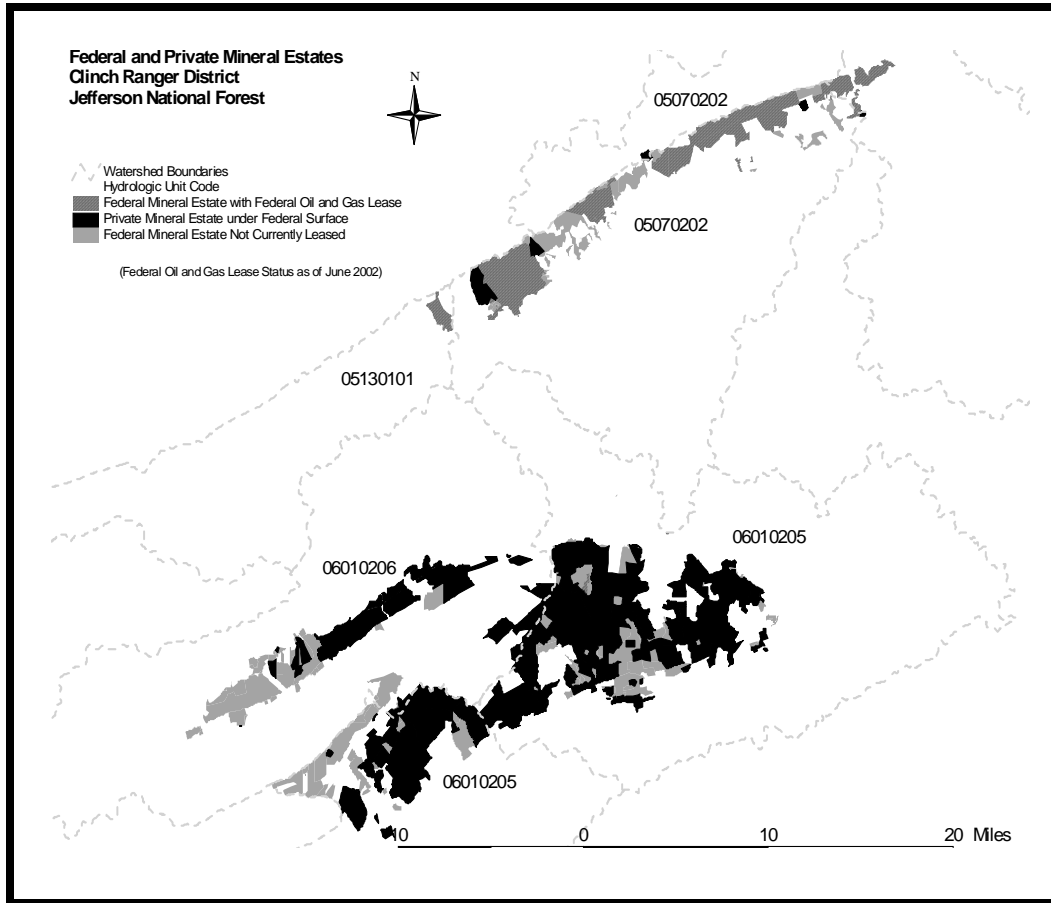 Federal and Private Mineral Estates
Clinch Ranger District
Jefferson National Forest
N
Watershed Boundaries
Hydrologic Unit Code
Federal Mineral Estate with Federal Oil and Gas Lease
Private Mineral Estate under Federal Surface
Federal Mineral Estate Not Currently Leased
(Federal Oil and Gas Lease Status as of June 2002)
05070202
05070202
05130101
06010205
06010206
06010205
10 0 10 20 Miles